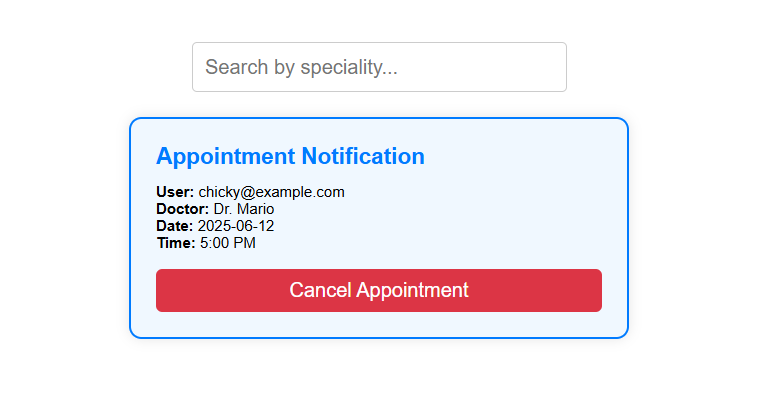 Search by speciality...
Appointment Notification
User: chicky@example.com
Doctor: Dr. Mario
Date: 2025-06-12
Time: 5:00 PM
Cancel Appointment